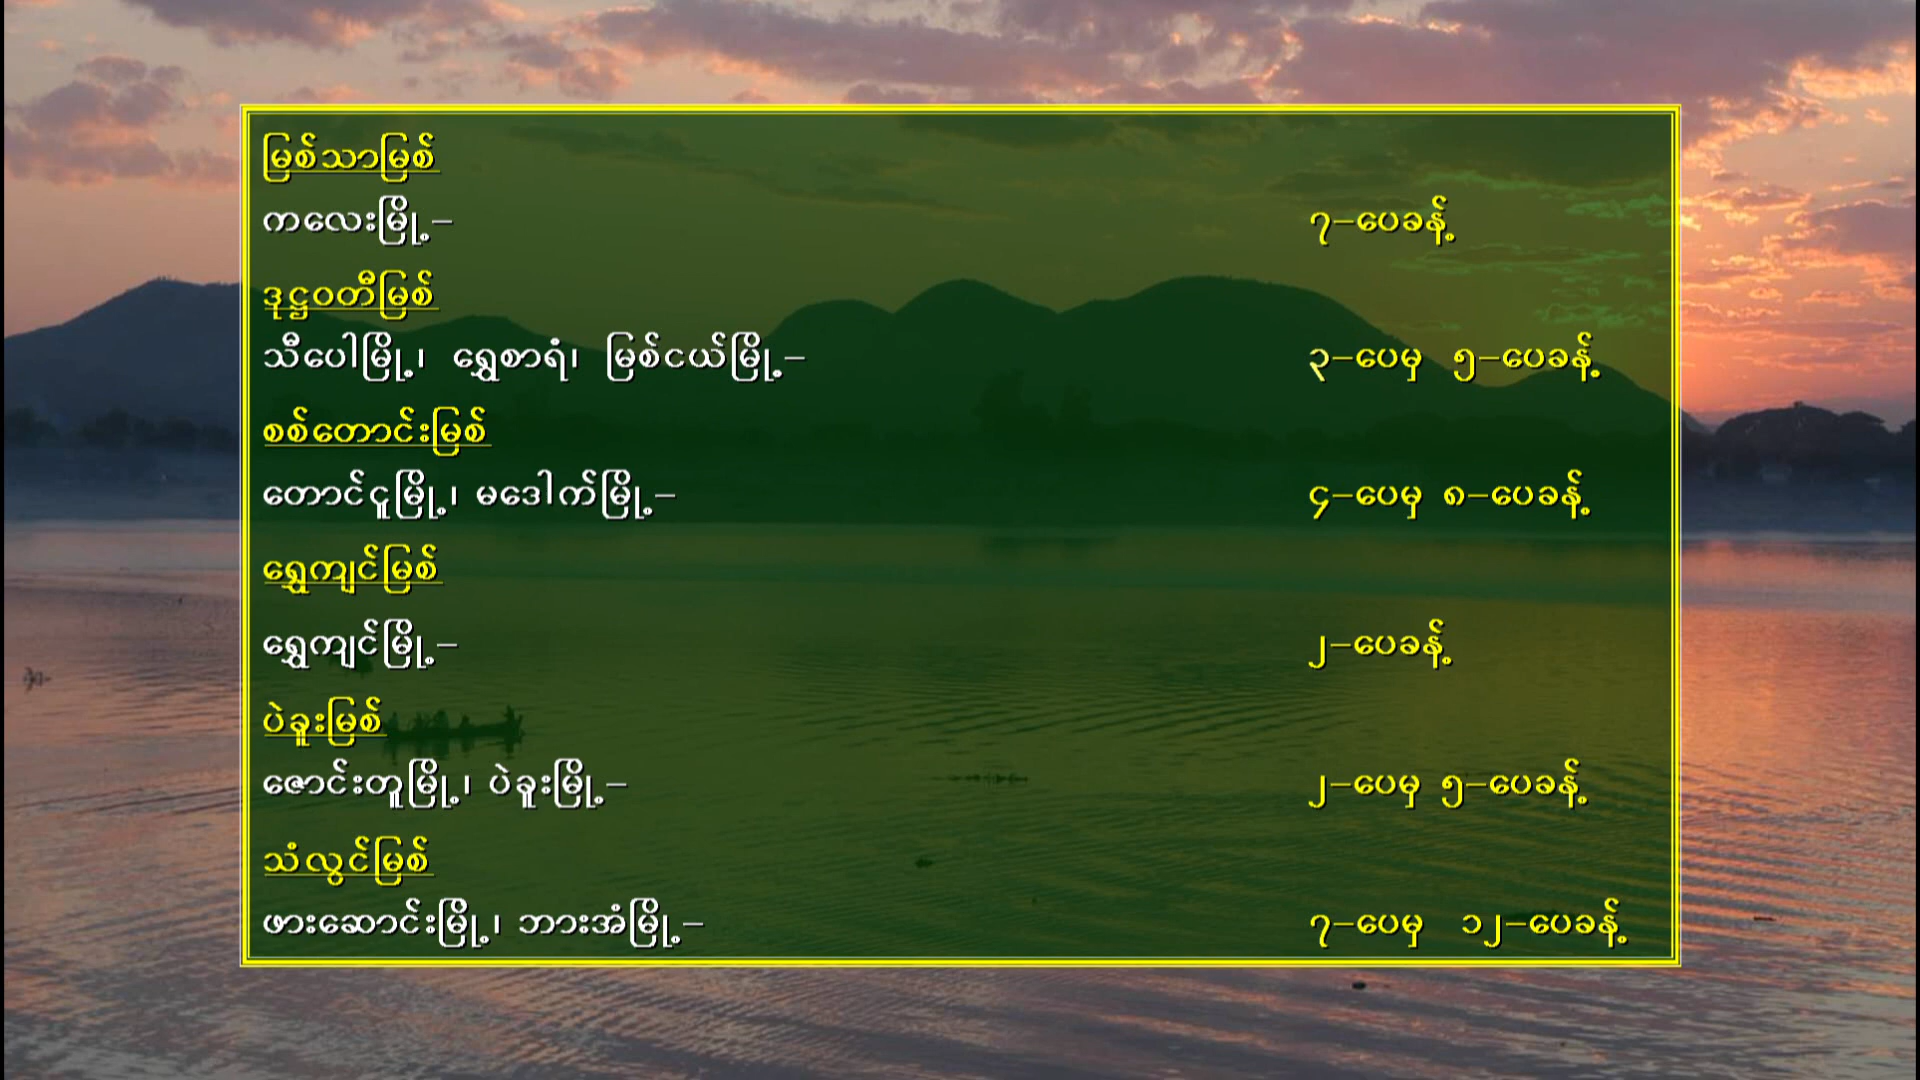 မြစ်သာမြစ်
ကလေးမြို့– ၇–ပေခန့်
ဒုဋ္ဌဝတီမြစ်
သီပေါမြို့၊ ရွှေစာရံ၊ မြစ်ငယ်မြို့– ၃–ပေမှ ၅–ပေခန့်
စစ်တောင်းမြစ်
တောင်ငူမြို့၊ မဒေါက်မြို့– ၄–ပေမှ ၈–ပေခန့်
ရွှေကျင်မြစ်
ရွှေကျင်မြို့– ၂–ပေခန့်
ပဲခူးမြစ်
ဇောင်းတူမြို့၊ ပဲခူးမြို့– ၂–ပေမှ ၅–ပေခန့်
သံလွင်မြစ်
ဖားဆောင်းမြို့၊ ဘားအံမြို့– ၇–ပေမှ ၁၂–ပေခန့်